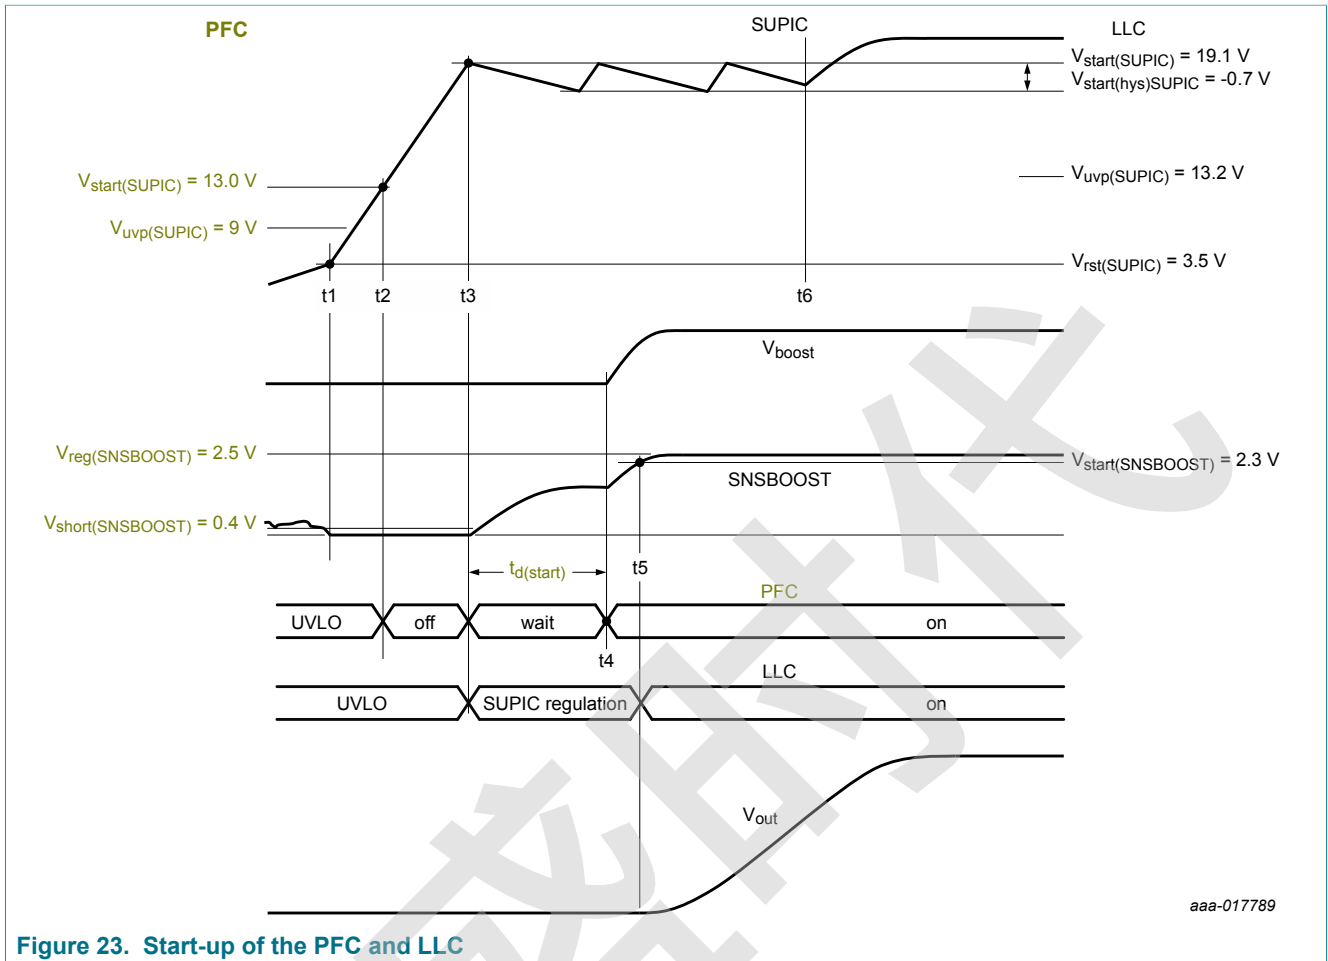 PFC
SUPIC
LLC
Vstart(SUPIC) = 19.1 V
Vstart(hys)SUPIC = -0.7 V
Vstart(SUPIC) = 13.0 V
Vuvp(SUPIC) = 13.2 V
Vuvp(SUPIC) = 9 V
Vrst(SUPIC) = 3.5 V
t1
t2
t3
t6
Vboost
Vreg(SNSBOOST) = 2.5 V
Vstart(SNSBOOST) = 2.3 V
SNSBOOST
Vshort(SNSBOOST) = 0.4 V
td(start)
t5
PFC
UVLO
off
wait
on
t4
LLC
UVLO
SUPIC regulation
on
Vout
aaa-017789
Figure 23. Start-up of the PFC and LLC
盛时代